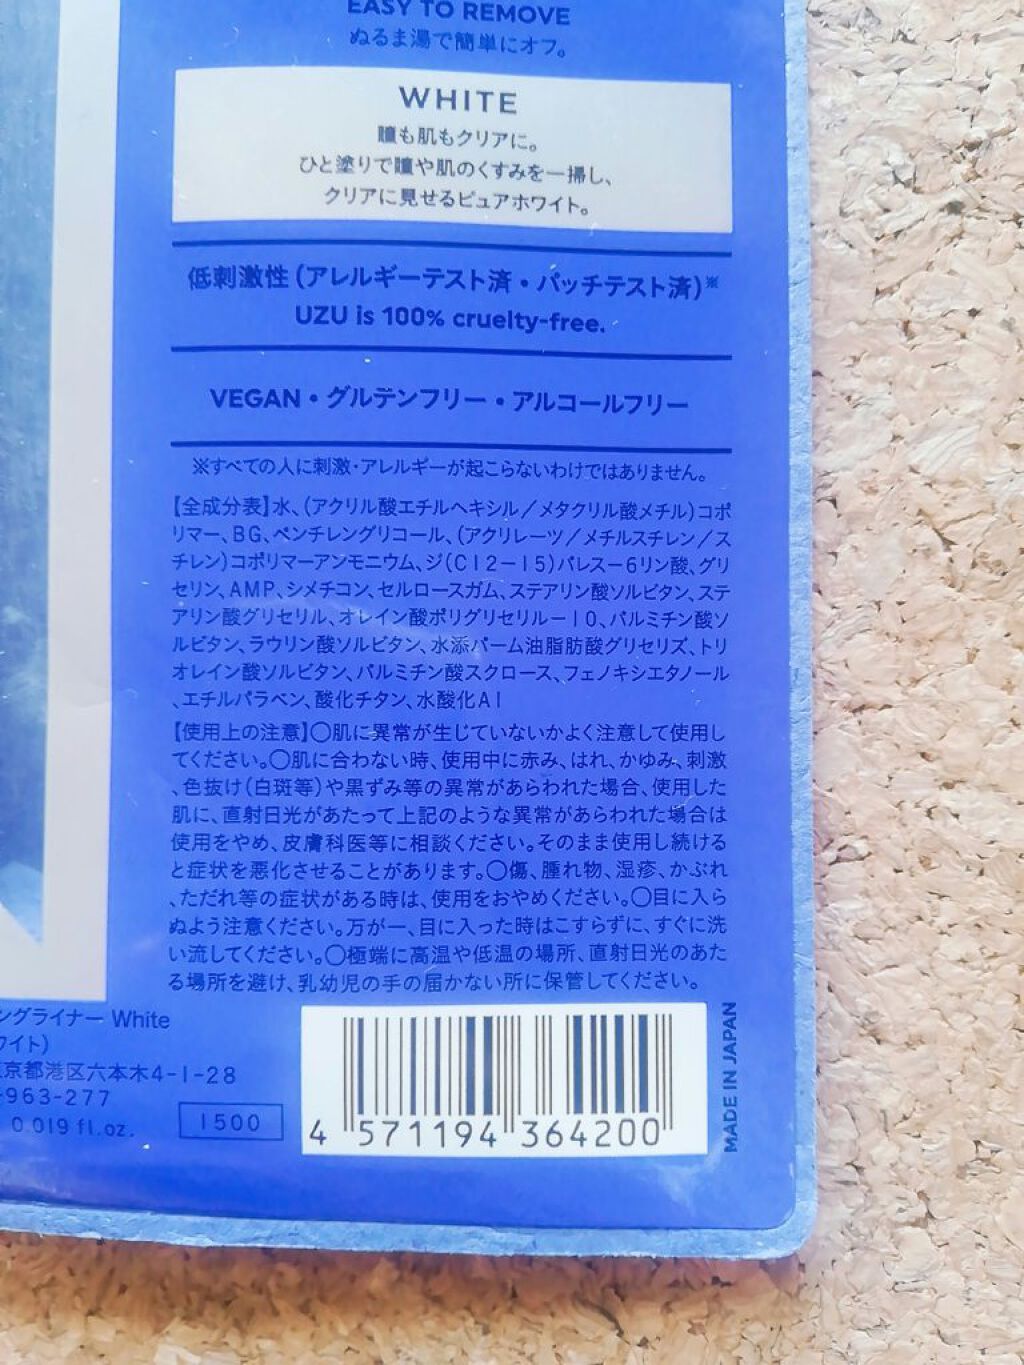 EASY TO REMOVE
ぬるま湯で簡単にオフ。
WHITE
瞳も肌もクリアに。
ひと塗りで瞳や肌のくすみを一掃し、
クリアに見せるピュアホワイト。
低刺激性(アレルギーテスト済・パッチテスト済)※
UZU is 100% cruelty-free.
VEGAN・グルテンフリー・アルコールフリー
※すべての人に刺激・アレルギーが起こらないわけではありません。
【全成分表】水、(アクリル酸エチルヘキシル/メタクリル酸メチル)コポ
リマー、BG、ペンチレングリコール、(アクリレーツ/メチルスチレン/ス
チレン)コポリマーアンモニウム、ジ(C12-15)パレス-6リン酸、グリ
セリン、AMP、シメチコン、セルロースガム、ステアリン酸ソルビタン、ステ
アリン酸グリセリル、オレイン酸ポリグリセリル-10、パルミチン酸ソ
ルビタン、ラウリン酸ソルビタン、水添パーム油脂肪酸グリセリズ、トリ
オレイン酸ソルビタン、パルミチン酸スクロース、フェノキシエタノール
、エチルパラベン、酸化チタン、水酸化Al
【使用上の注意】○肌に異常が生じていないかよく注意して使用し
てください。○肌に合わない時、使用中に赤み、はれ、かゆみ、刺激
、色抜け(白斑等)や黒ずみ等の異常があらわれた場合、使用した
肌に、直射日光があたって上記のような異常があらわれた場合は
使用をやめ、皮膚科医等に相談ください。そのまま使用し続ける
と症状を悪化させることがあります。○傷、腫れ物、湿疹、かぶれ
、ただれ等の症状がある時は、使用をおやめください。○目に入ら
ぬよう注意ください。万が一、目に入った時はこすらずに、すぐに洗
い流してください。○極端に高温や低温の場所、直射日光のあた
る場所を避け、乳幼児の手の届かない所に保管してください。
ングライナー White
ワイト)
京都港区六本木4-1-28
-963-277
0.019 fl.oz.
1500
4 571194 364200
MADE IN JAPAN